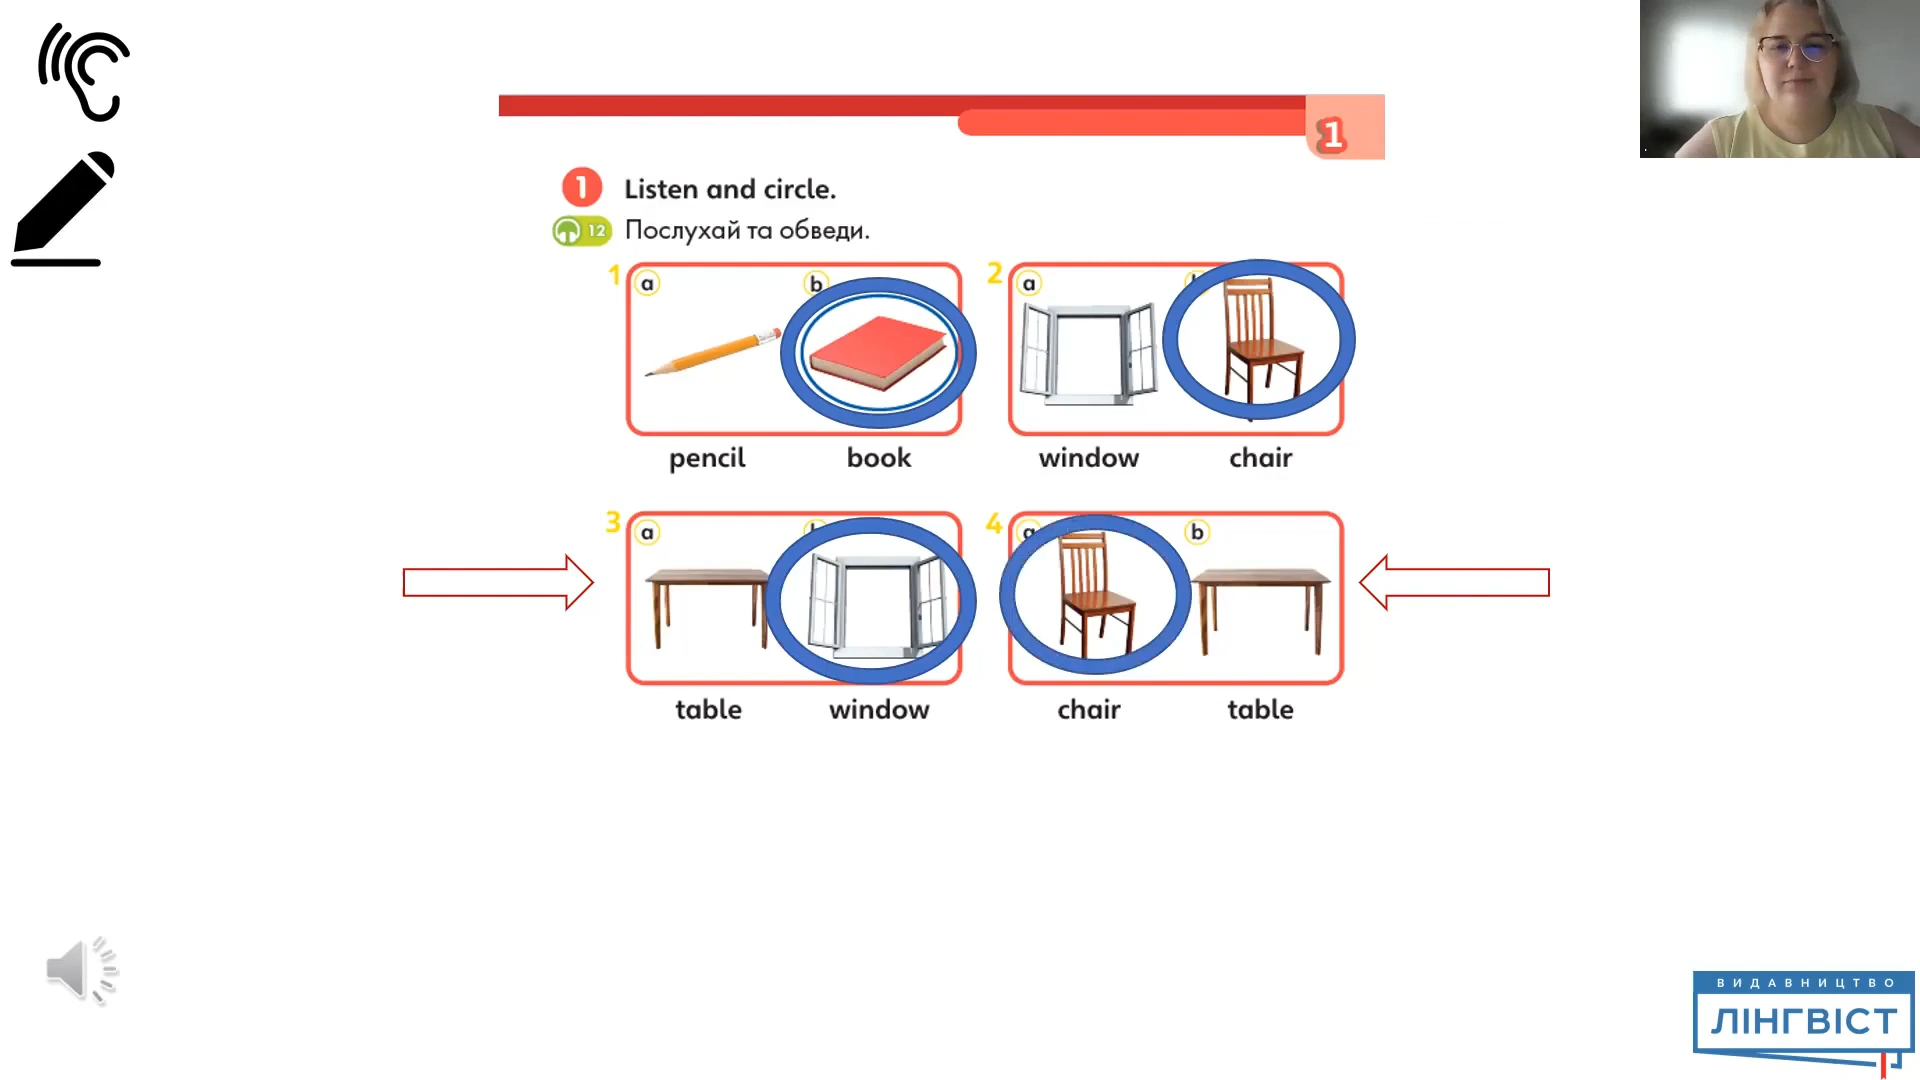 1
1 Listen and circle.
12 Послухай та обведи.
1 a b
2 a
pencil book
window chair
3 a
4 b
table window
chair table
ВИДАВНИЦТВО
ЛІНГВІСТ